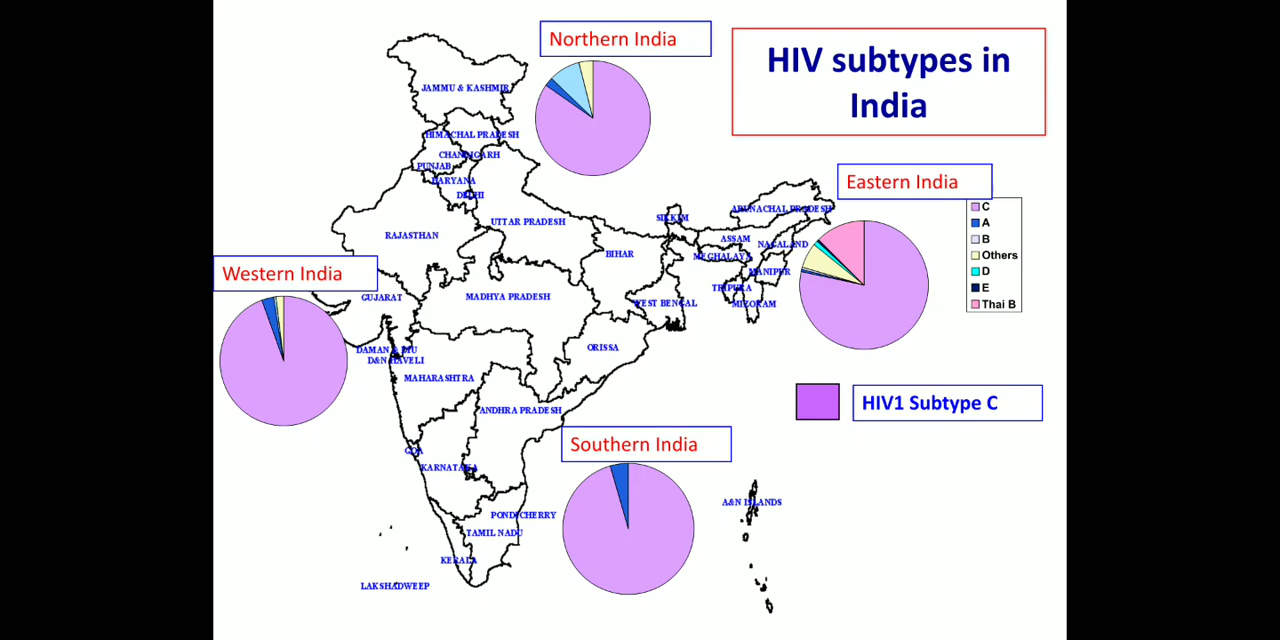 Northern India
HIV subtypes in
India
JAMMU & KASHMIR
HIMACHAL PRADESH
CHANDIGARH
PUNJAB
HARYANA
DELHI
Eastern India
C
A
B
Others
D
E
Thai B
SIKKIM
ARUNACHAL PRADESH
UTTAR PRADESH
RAJASTHAN
ASSAM
NAGALAND
BIHAR
MEGHALAYA
MANIPUR
Western India
TRIPURA
MIZORAM
GUJARAT
MADHYA PRADESH
WEST BENGAL
DAMAN & DIU
D&N HAVELI
ORISSA
MAHARASHTRA
HIV1 Subtype C
ANDHRA PRADESH
Southern India
GOA
KARNATAKA
A&N ISLANDS
PONDICHERRY
TAMIL NADU
KERALA
LAKSHADWEEP